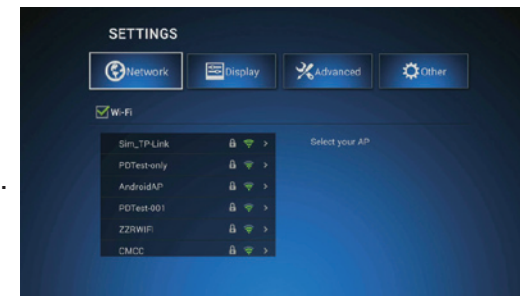 SETTINGS
Network Display Advanced Other
Wi-Fi
Sim_TP-Link Select your AP
PDTest-only
AndroidAP
PDTest-001
ZZRWIFI
CMCC
.